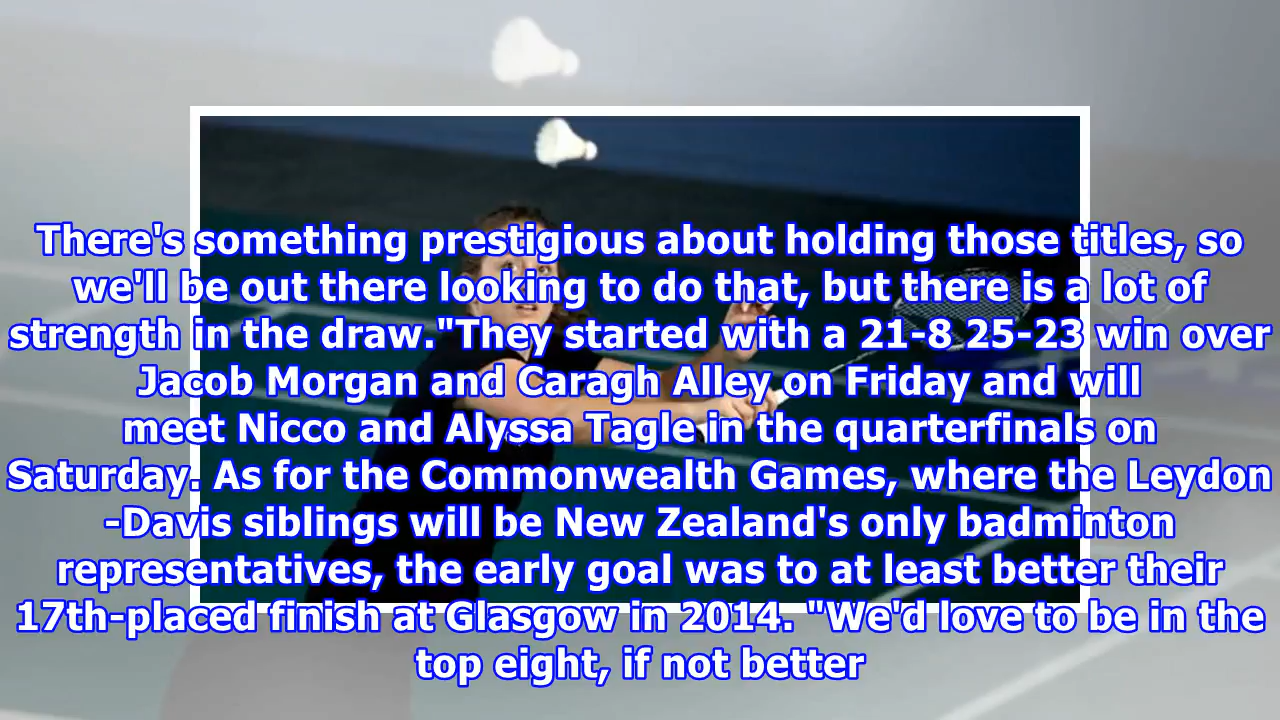 There's something prestigious about holding those titles, so
we'll be out there looking to do that, but there is a lot of
strength in the draw."They started with a 21-8 25-23 win over
Jacob Morgan and Caragh Alley on Friday and will
meet Nicco and Alyssa Tagle in the quarterfinals on
Saturday. As for the Commonwealth Games, where the Leydon
-Davis siblings will be New Zealand's only badminton
representatives, the early goal was to at least better their
17th-placed finish at Glasgow in 2014. "We'd love to be in the
top eight, if not better